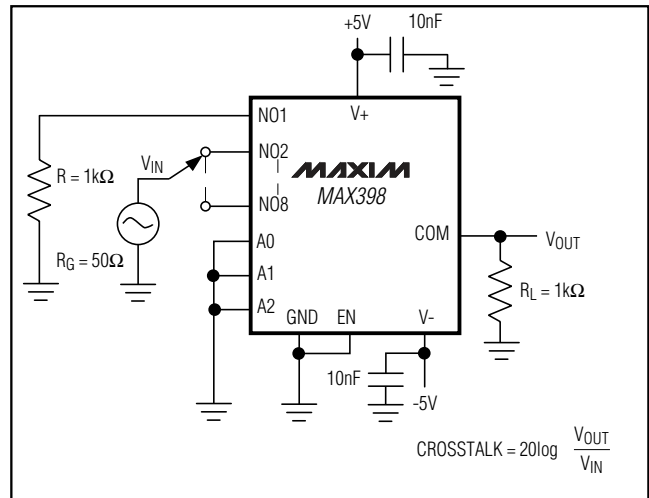 +5V
10nF
NO1
V+
R = 1kΩ
VIN
NO2
MAXIM
MAX398
NO8
COM
VOUT
RG = 50Ω
A0
A1
A2
RL = 1kΩ
GND
EN
V-
10nF
-5V
CROSSTALK = 20log VOUT
VIN